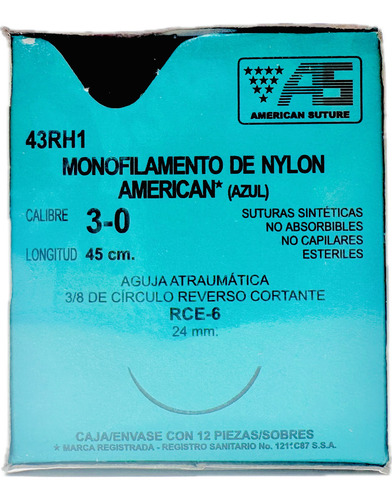 AS
AMERICAN SUTURE
43RH1
MONOFILAMENTO DE NYLON
AMERICAN* (AZUL)
CALIBRE 3-0
LONGITUD 45 cm.
SUTURAS SINTÉTICAS
NO ABSORBIBLES
NO CAPILARES
ESTERILES
AGUJA ATRAUMÁTICA
3/8 DE CÍRCULO REVERSO CORTANTE
RCE-6
24 mm.
CAJA/ENVASE CON 12 PIEZAS/SOBRES
* MARCA REGISTRADA - REGISTRO SANITARIO No. S.S.A.